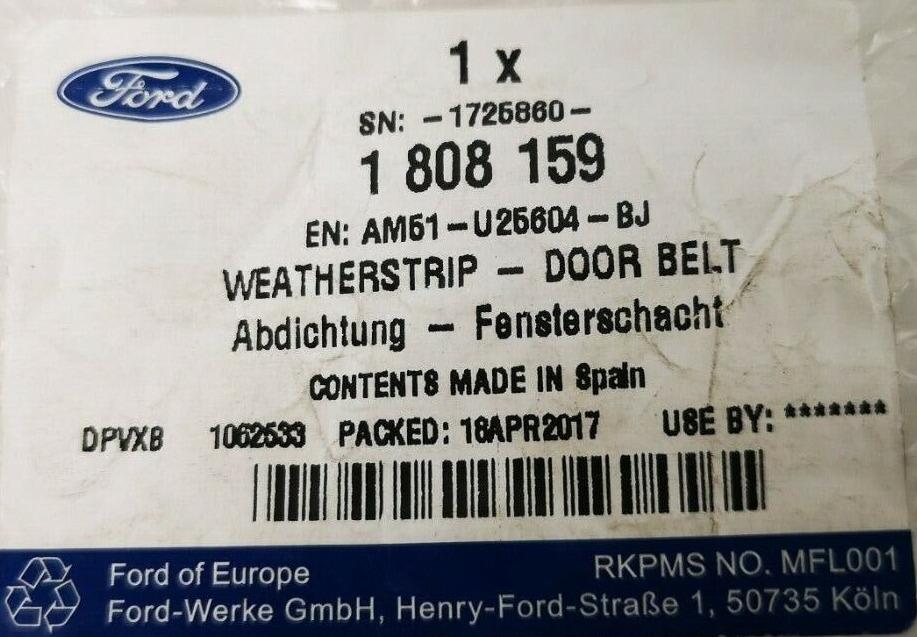 Ford
1 x
SN: -1725860-
1 808 159
EN: AM51-U25604-BJ
WEATHERSTRIP - DOOR BELT
Abdichtung - Fensterschacht
CONTENTS MADE IN Spain
DPVXB 1062533 PACKED: 18APR2017 USE BY: *******
Ford of Europe RKPMS NO. MFL001
Ford-Werke GmbH, Henry-Ford-Straße 1, 50735 Köln